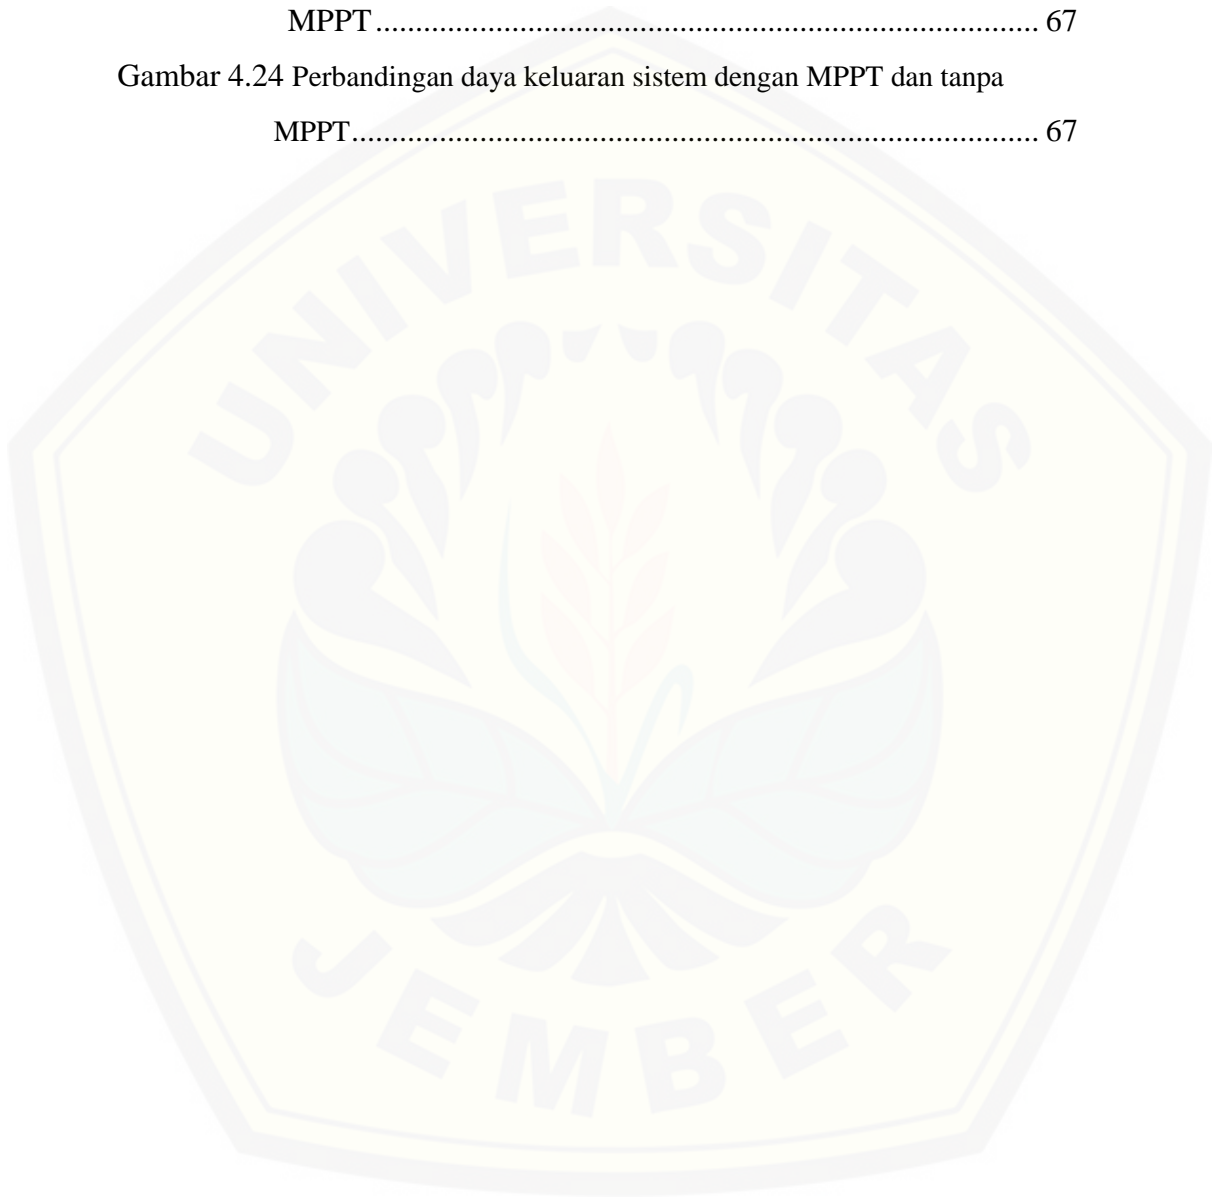 MPPT ................................................................................... 67
Gambar 4.24 Perbandingan daya keluaran sistem dengan MPPT dan tanpa
MPPT...................................................................................... 67
UNIVERSITAS
JEMBER